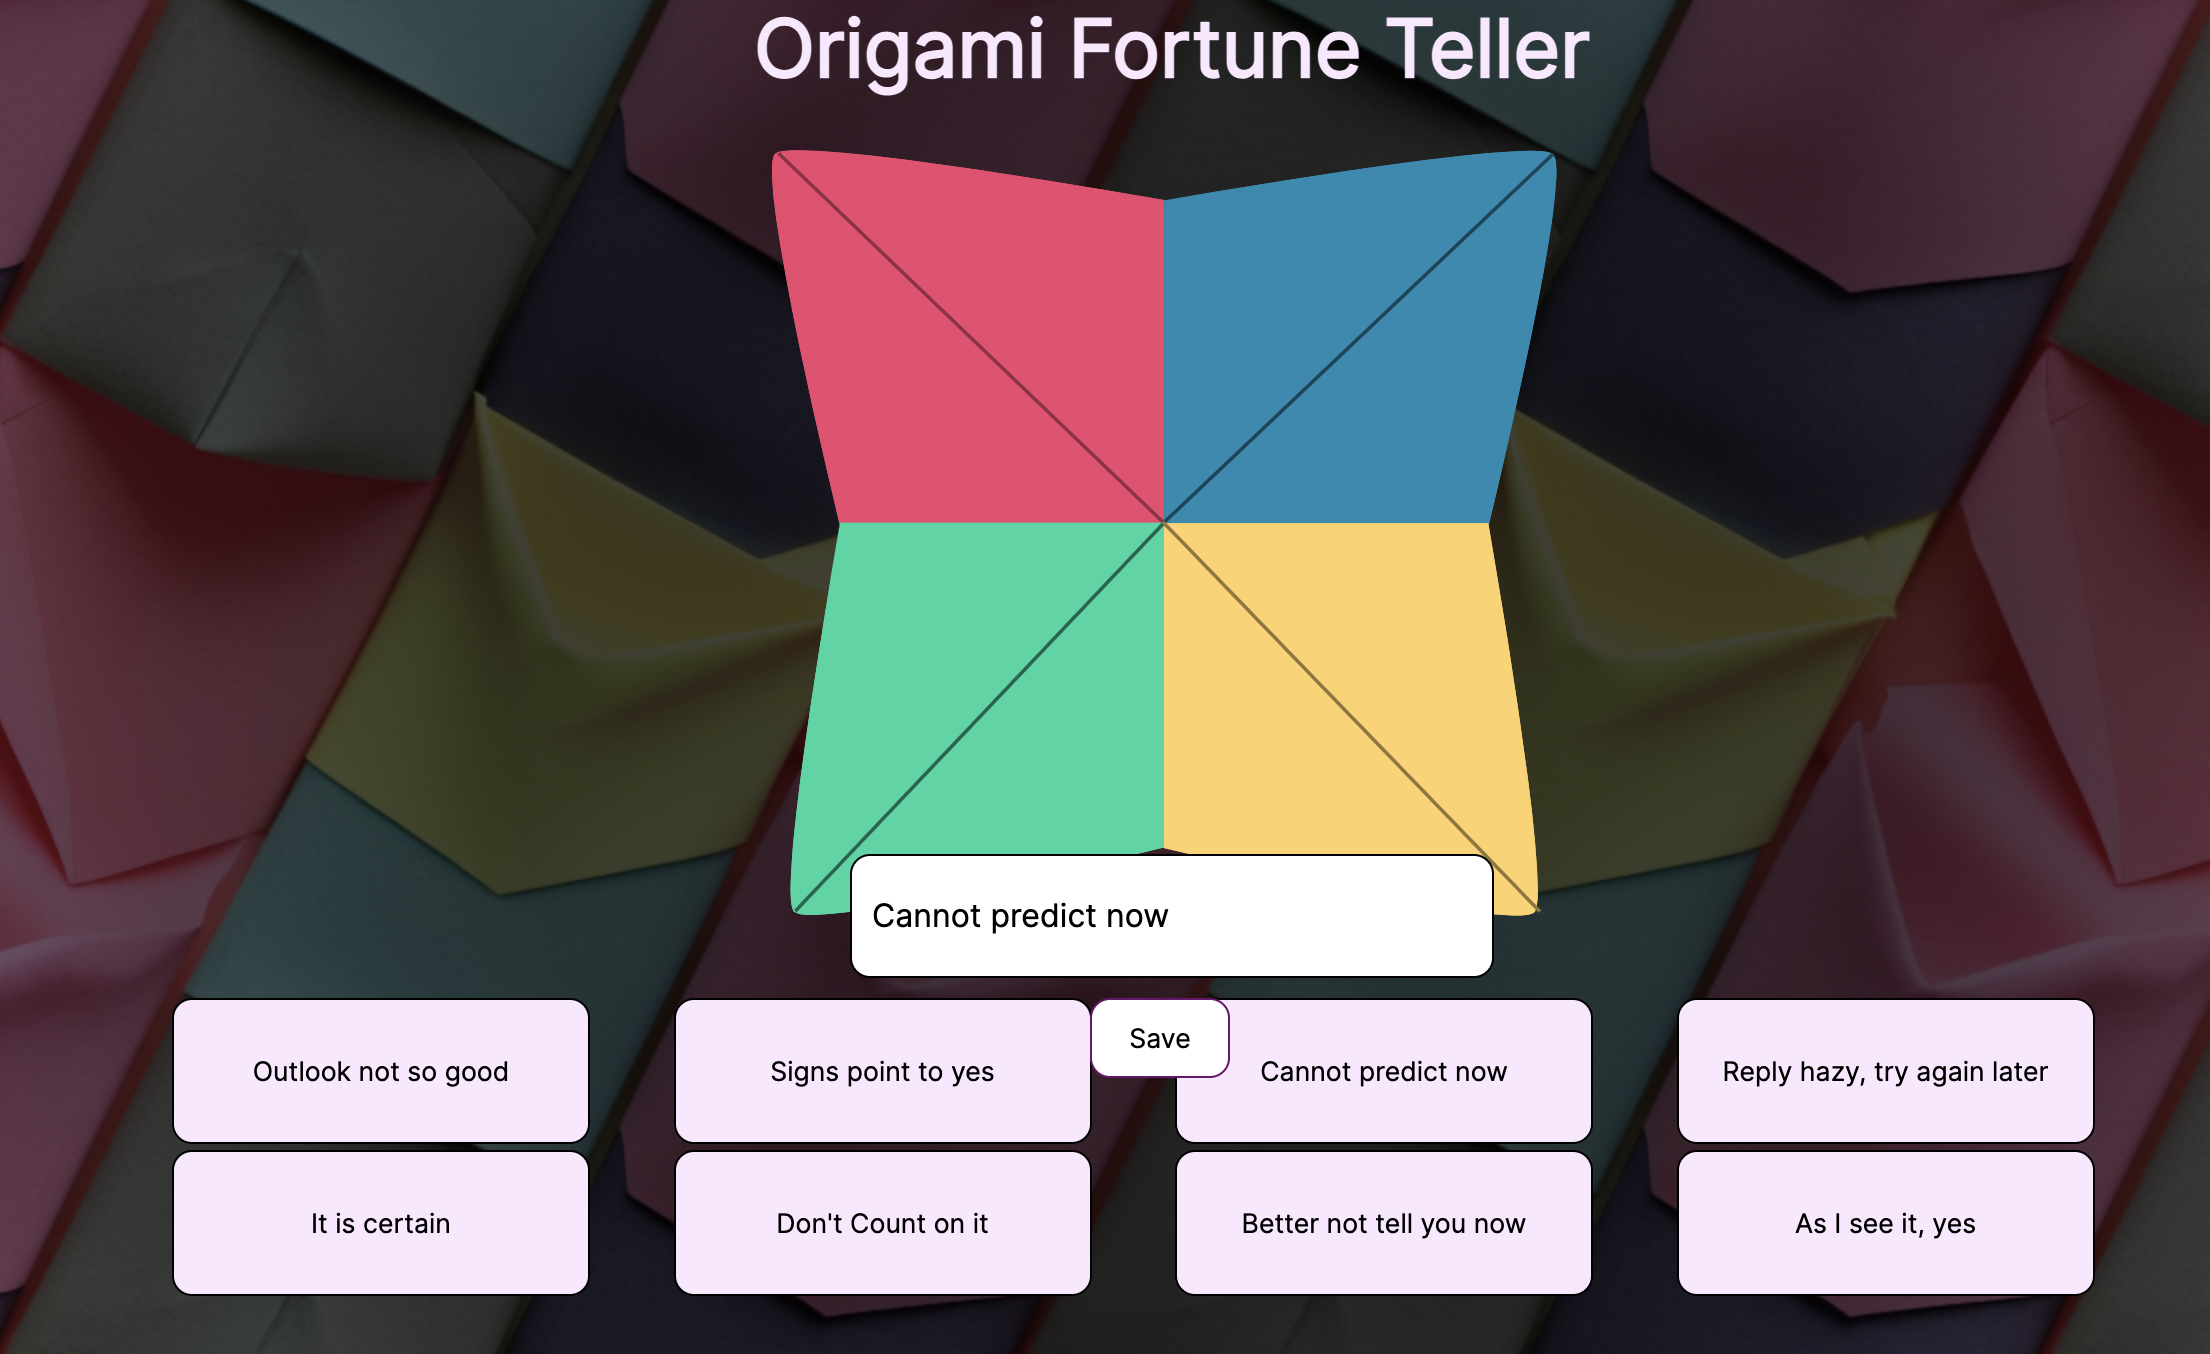 Origami Fortune Teller
Cannot predict now
Save
Outlook not so good
Signs point to yes
Cannot predict now
Reply hazy, try again later
It is certain
Don't Count on it
Better not tell you now
As I see it, yes